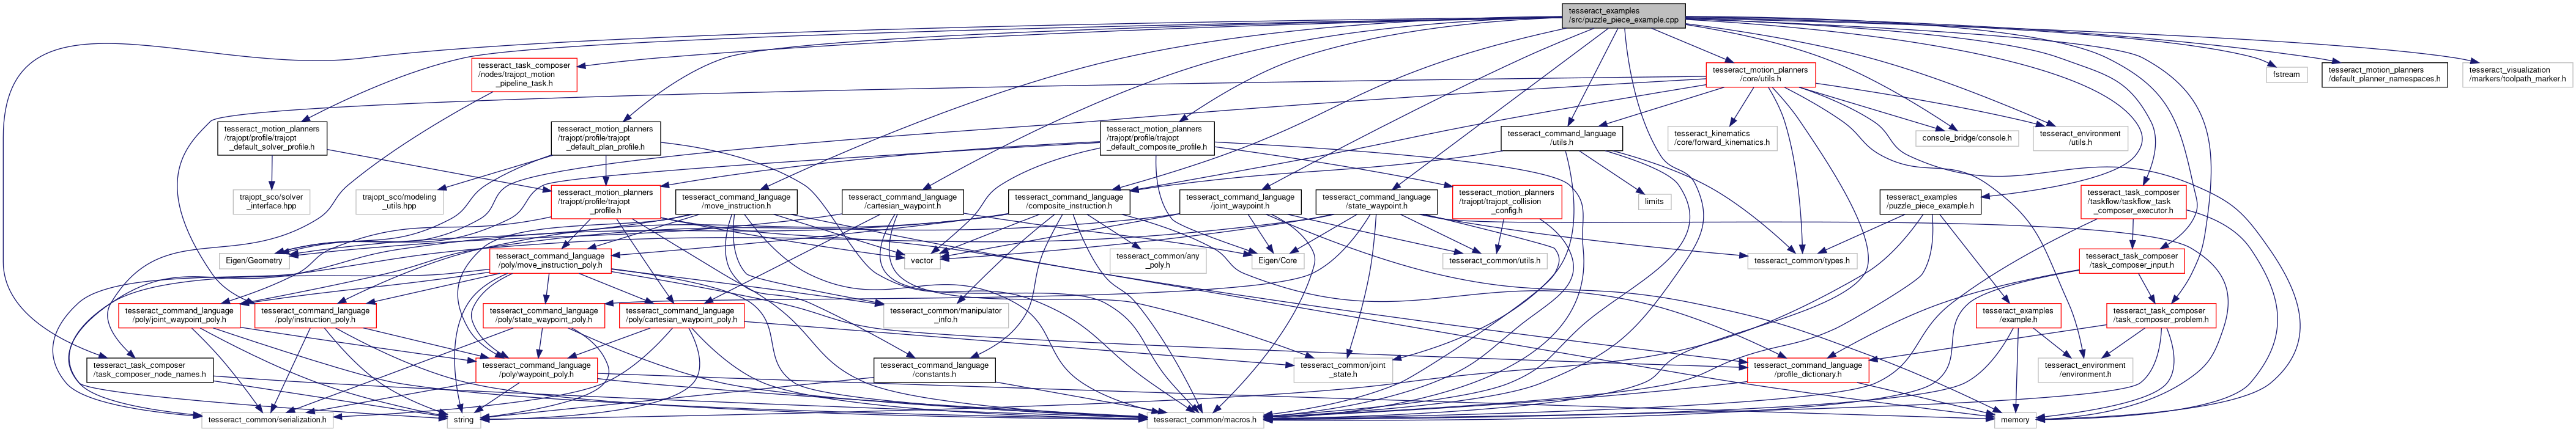 tesseract_examples
/src/puzzle_piece_example.cpp
tesseract_task_composer
/nodes/trajopt_motion
_pipeline_task.h
tesseract_motion_planners
/core/utils.h
fstream
tesseract_motion_planners
/default_planner_namespaces.h
tesseract_visualization
/markers/toolpath_marker.h
tesseract_motion_planners
/trajopt/profile/trajopt
_default_solver_profile.h
tesseract_motion_planners
/trajopt/profile/trajopt
_default_plan_profile.h
tesseract_motion_planners
/trajopt/profile/trajopt
_default_composite_profile.h
tesseract_command_language
/utils.h
tesseract_kinematics
/core/forward_kinematics.h
console_bridge/console.h
tesseract_environment
/utils.h
trajopt_sco/solver
_interface.hpp
trajopt_sco/modeling
_utils.hpp
tesseract_motion_planners
/trajopt/profile/trajopt
_profile.h
tesseract_command_language
/move_instruction.h
tesseract_command_language
/cartesian_waypoint.h
tesseract_command_language
/composite_instruction.h
tesseract_command_language
/joint_waypoint.h
tesseract_command_language
/state_waypoint.h
tesseract_motion_planners
/trajopt/trajopt_collision
_config.h
limits
tesseract_examples
/puzzle_piece_example.h
tesseract_task_composer
/taskflow/taskflow_task
_composer_executor.h
Eigen/Geometry
tesseract_command_language
/poly/move_instruction_poly.h
vector
tesseract_common/any
_poly.h
Eigen/Core
tesseract_common/utils.h
tesseract_common/types.h
tesseract_task_composer
/task_composer_input.h
tesseract_command_language
/poly/joint_waypoint_poly.h
tesseract_command_language
/poly/instruction_poly.h
tesseract_command_language
/poly/state_waypoint_poly.h
tesseract_command_language
/poly/cartesian_waypoint_poly.h
tesseract_common/manipulator
_info.h
tesseract_examples
/example.h
tesseract_task_composer
/task_composer_problem.h
tesseract_task_composer
/task_composer_node_names.h
tesseract_command_language
/poly/waypoint_poly.h
tesseract_command_language
/constants.h
tesseract_common/joint
_state.h
tesseract_command_language
/profile_dictionary.h
tesseract_environment
/environment.h
tesseract_common/serialization.h
string
tesseract_common/macros.h
memory